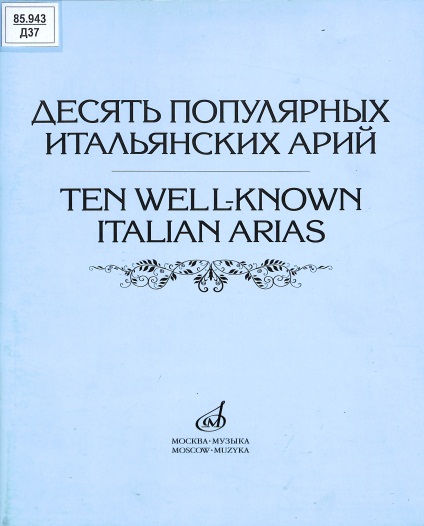 85.943
Д37
ДЕСЯТЬ ПОПУЛЯРНЫХ
ИТАЛЬЯНСКИХ АРИЙ
TEN WELL-KNOWN
ITALIAN ARIAS
МОСКВА · МУЗЫКА
MOSCOW · MUZYKA